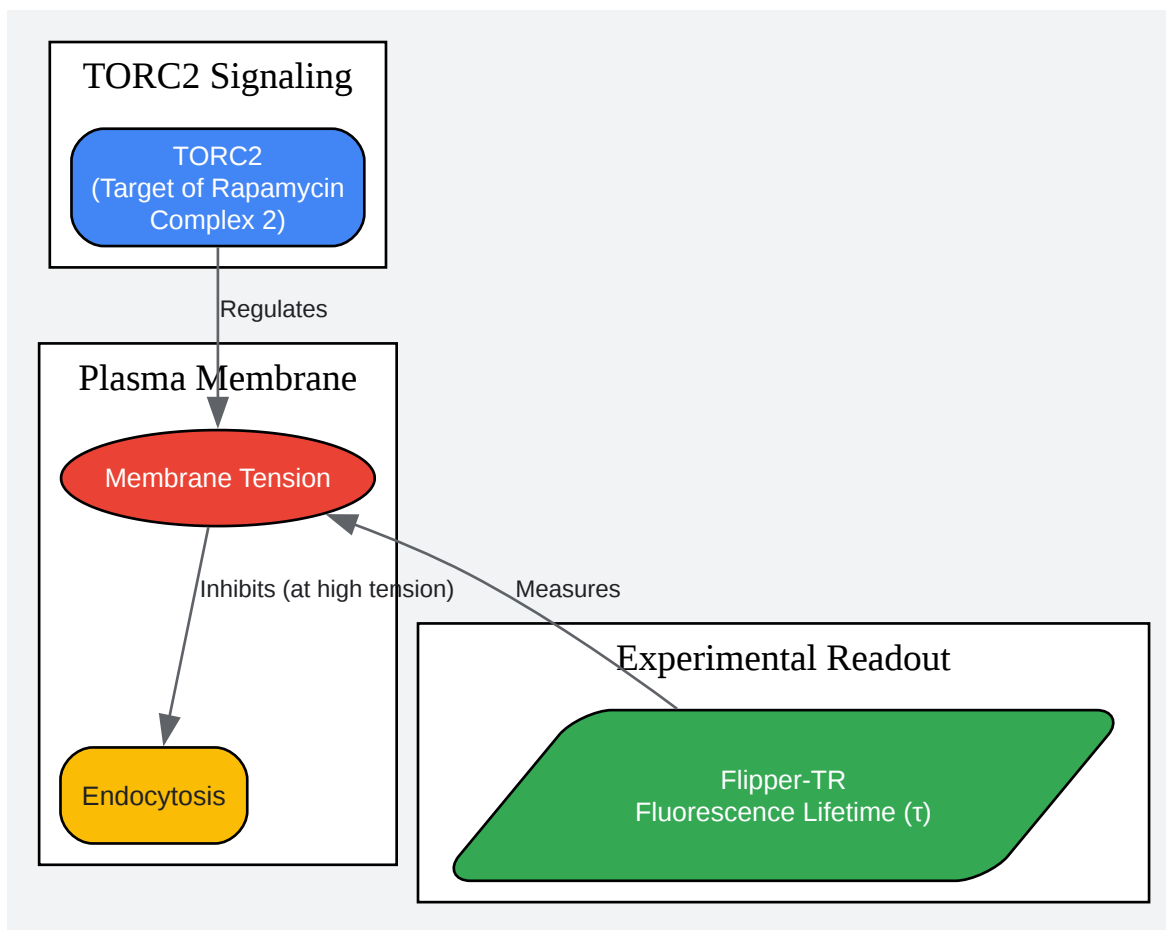 TORC2 Signaling
TORC2
(Target of Rapamycin
Complex 2)
Regulates
Plasma Membrane
Membrane Tension
Inhibits (at high tension)
Measures
Experimental Readout
Endocytosis
Flipper-TR
Fluorescence Lifetime (τ)